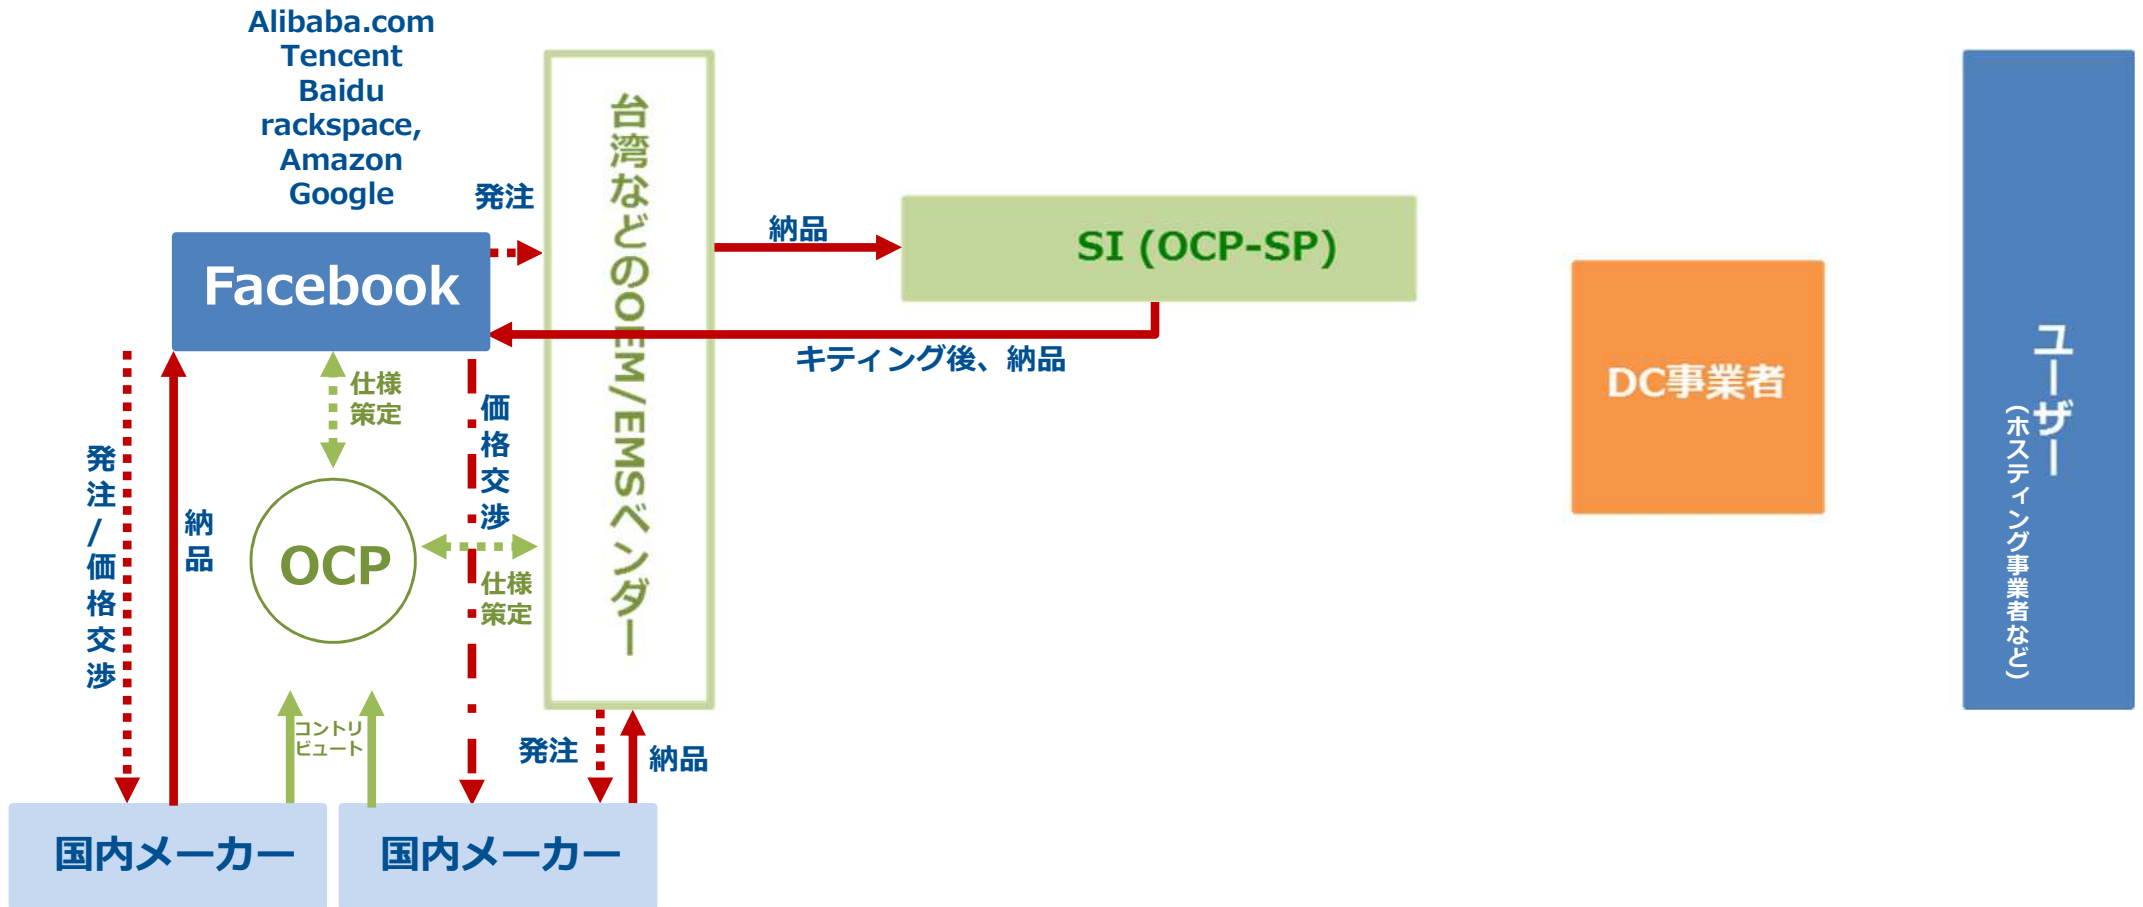 Alibaba.com
Tencent
Baidu
rackspace,
Amazon
Google
発注
Facebook
台湾などのOEM/EMSベンダー
納品
SI (OCP-SP)
キティング後、納品
DC事業者
ユーザー
(ホスティング事業者など)
仕様
策定
価格交渉
発注/価格交渉
納品
OCP
仕様
策定
コントリ
ビュート
発注
納品
国内メーカー
国内メーカー